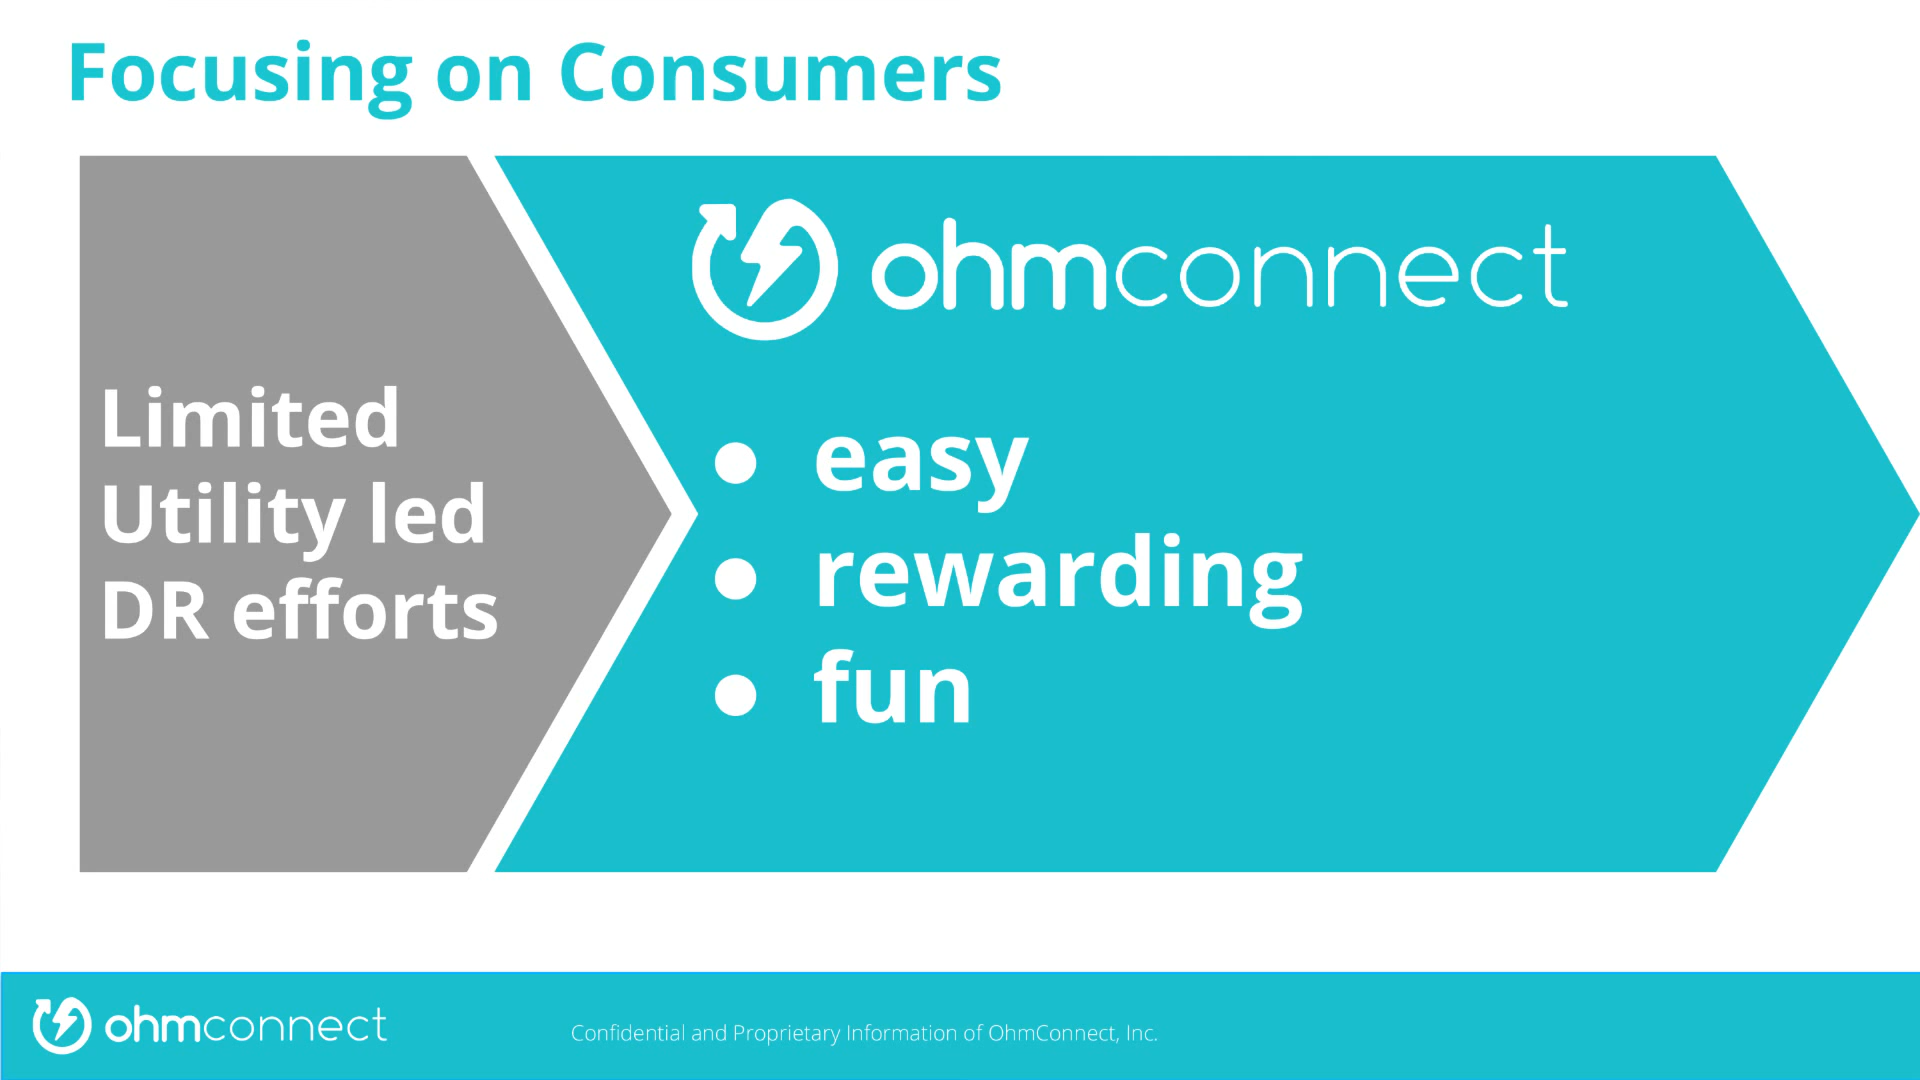 Focusing on Consumers
Limited
Utility led
DR efforts
ohmconnect
● easy
● rewarding
● fun
ohmconnect
Confidential and Proprietary Information of OhmConnect, Inc.